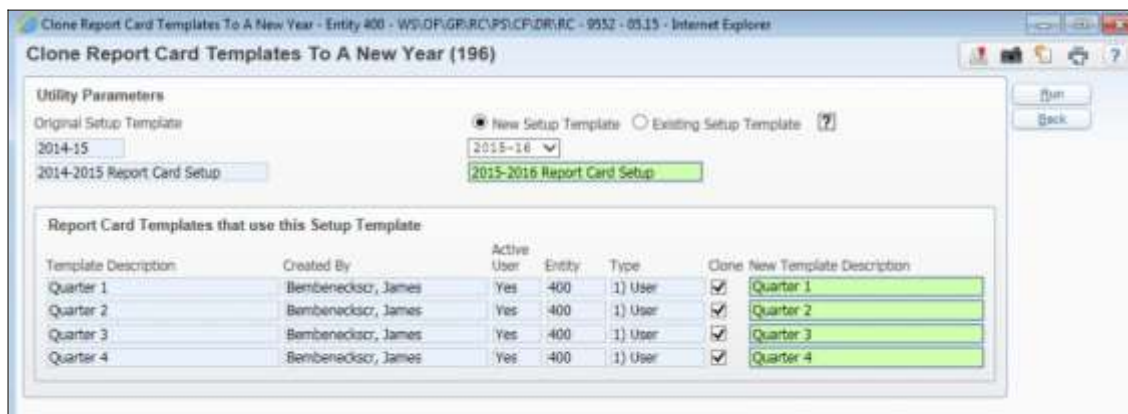 Clone Report Card Templates To A New Year - Entity 400 - WS\OF\GR\RC\PS\CF\DR\RC - 9552 - 05.15 - Internet Explorer
Clone Report Card Templates To A New Year (196)
Utility Parameters
Run
Original Setup Template New Setup Template Existing Setup Template ?
Back
2014-15 2015-16
2014-2015 Report Card Setup 2015-2016 Report Card Setup
Report Card Templates that use this Setup Template
Active
Template Description Created By User Entity Type Clone New Template Description
Quarter 1 Bembeneckscr, James Yes 400 1) User Quarter 1
Quarter 2 Bembeneckscr, James Yes 400 1) User Quarter 2
Quarter 3 Bembeneckscr, James Yes 400 1) User Quarter 3
Quarter 4 Bembeneckscr, James Yes 400 1) User Quarter 4